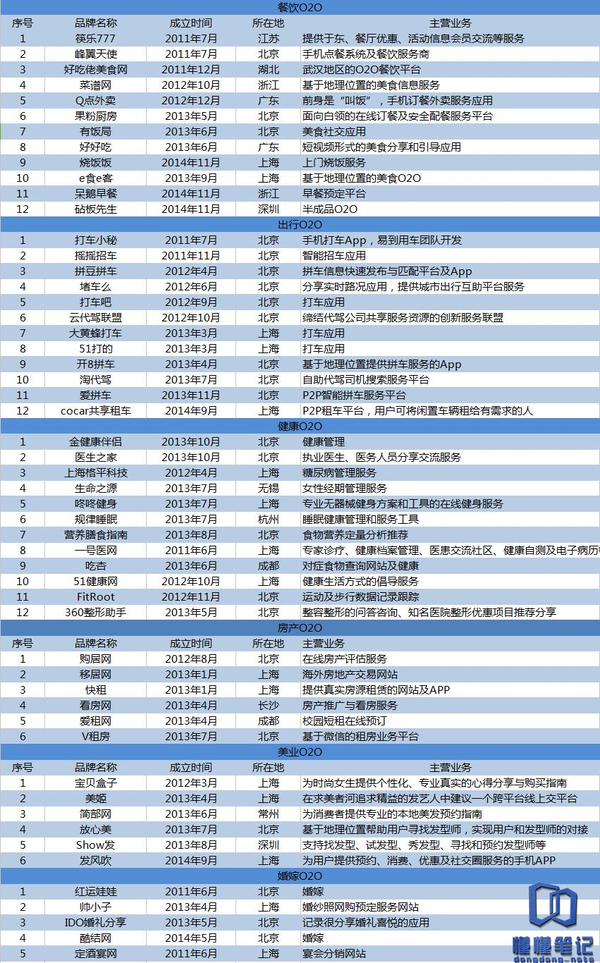 餐饮O2O
序号 品牌名称 成立时间 所在地 主营业务
1 筷乐777 2011年7月 江苏 提供于东、餐厅优惠、活动信息会员交流等服务
2 峰翼天使 2011年7月 北京 手机点餐系统及餐饮服务商
3 好吃佬美食网 2011年12月 湖北 武汉地区的O2O餐饮平台
4 菜谱网 2012年10月 浙江 基于地理位置的美食信息服务
5 Q点外卖 2012年12月 广东 前身是“叫饭”，手机订餐外卖服务应用
6 果粉厨房 2013年5月 北京 面向白领的在线订餐及安全配餐服务平台
7 有饭局 2013年6月 北京 美食社交应用
8 好好吃 2013年6月 广东 短视频形式的美食分享和引导应用
9 烧饭饭 2014年11月 上海 上门烧饭服务
10 e食e客 2013年9月 上海 基于地理位置的美食O2O
11 呆鹅早餐 2014年11月 浙江 早餐预定平台
12 砧板先生 2014年11月 深圳 半成品O2O
出行O2O
1 打车小秘 2011年7月 北京 手机打车App，易到用车团队开发
2 摇摇招车 2011年11月 北京 智能招车应用
3 拼豆拼车 2012年4月 北京 拼车信息快速发布与匹配平台及App
4 堵车么 2012年6月 北京 分享实时路况应用，提供城市出行互助平台服务
5 打车吧 2012年9月 北京 打车应用
6 云代驾联盟 2012年10月 北京 缔结代驾公司共享服务资源的创新服务联盟
7 大黄蜂打车 2013年3月 上海 打车应用
8 51打的 2013年3月 上海 打车应用
9 开8拼车 2013年4月 北京 基于地理位置提供拼车服务的App
10 淘代驾 2013年7月 北京 自助代驾司机搜索服务平台
11 爱拼车 2013年11月 北京 P2P智能拼车服务平台
12 cocar共享租车 2014年9月 上海 P2P租车平台，用户可将闲置车辆租给有需求的人
健康O2O
1 金健康伴侣 2013年10月 北京 健康管理
2 医生之家 2013年10月 北京 执业医生、医务人员分享交流服务
3 上海格平科技 2012年4月 上海 糖尿病管理服务
4 生命之源 2013年7月 无锡 女性经期管理服务
5 咚咚健身 2013年7月 上海 专业无器械健身方案和工具的在线健身服务
6 规律睡眠 2013年7月 杭州 睡眠健康管理和服务工具
7 营养膳食指南 2013年8月 北京 食物营养定量分析推荐
8 一号医网 2011年6月 上海 专家诊疗、健康档案管理、医患交流社区、健康自测及电子病历
9 吃杏 2013年6月 成都 对症食物查询网站及健康
10 51健康网 2012年10月 上海 健康生活方式的倡导服务
11 FitRoot 2012年11月 北京 运动及步行数据记录跟踪
12 360整形助手 2013年5月 北京 整容整形的问答咨询、知名医院整形优惠项目推荐分享
房产O2O
序号 品牌名称 成立时间 所在地 主营业务
1 购居网 2012年8月 北京 在线房产评估服务
2 移居网 2013年1月 上海 海外房地产交易网站
3 快租 2013年1月 上海 提供真实房源租赁的网站及APP
4 看房网 2013年4月 长沙 房产推广与看房服务
5 爱租网 2013年4月 成都 校园短租在线预订
6 V租房 2013年7月 北京 基于微信的租房业务平台
美业O2O
序号 品牌名称 成立时间 所在地 主营业务
1 宝贝盒子 2012年3月 上海 为时尚女生提供个性化、专业真实的心得分享与购买指南
2 美姬 2013年4月 上海 在求美者河追求精益的发艺人中建议一个跨平台线上交平台
3 简部网 2013年6月 常州 为消费者提供专业的本地美发预约指南
4 放心美 2013年7月 北京 基于地理位置帮助用户寻找发型师，实现用户和发型师的对接
5 Show发 2013年8月 深圳 支持找发型、试发型、秀发型、寻找和预约发型师等
6 发风吹 2014年9月 上海 为用户提供预约、消费、优惠及社交圈服务的手机APP
婚嫁O2O
1 红运娃娃 2011年6月 北京 婚嫁
2 帅小子 2013年4月 上海 婚纱照网购预定服务网站
3 IDO婚礼分享 2013年5月 北京 记录很分享婚礼喜悦的应用
4 酷结网 2014年5月 北京 婚嫁
5 定酒宴网 2011年6月 上海 宴会分销网站
懂懂笔记
dongdong-note